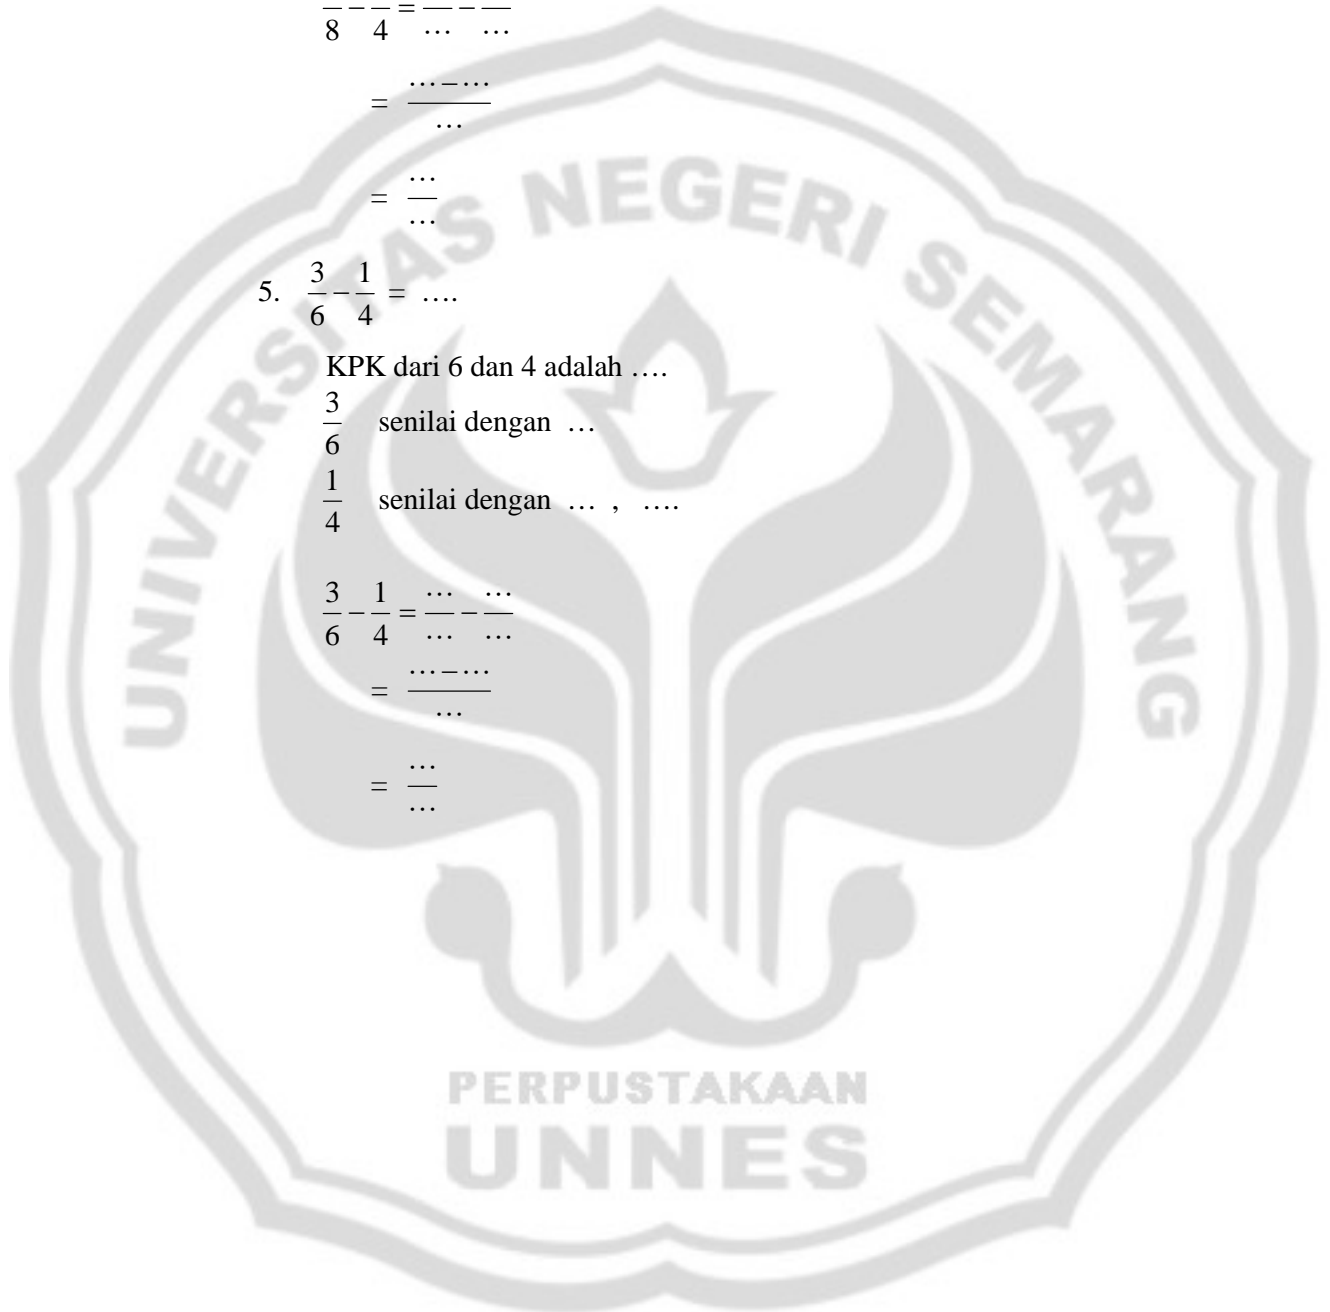 8 − 4 = … − …
= … − …
…
= …
…
5. 3/6 − 1/4 = ….
KPK dari 6 dan 4 adalah ….
3/6 senilai dengan …
1/4 senilai dengan … , ….
3/6 − 1/4 = …/… − …/…
= … − …
…
= …
…
UNIVERSITAS NEGERI SEMARANG
PERPUSTAKAAN
UNNES